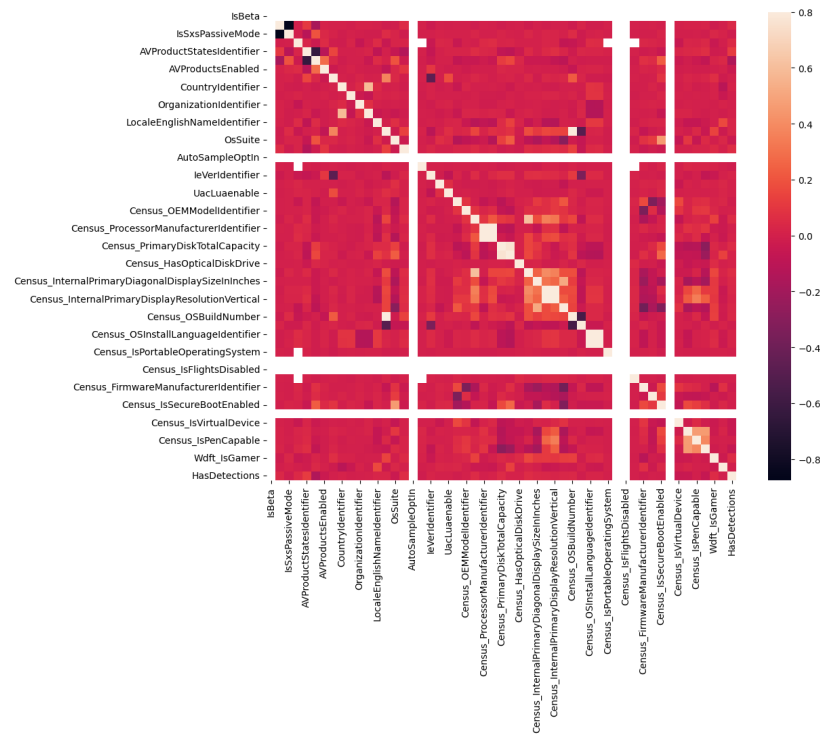 IsBeta
IsSxsPassiveMode
AVProductStatesIdentifier
AVProductsEnabled
CountryIdentifier
OrganizationIdentifier
LocaleEnglishNameIdentifier
OsSuite
AutoSampleOptIn
IeVerIdentifier
UacLuaenable
Census_OEMModelIdentifier
Census_ProcessorManufacturerIdentifier
Census_PrimaryDiskTotalCapacity
Census_HasOpticalDiskDrive
Census_InternalPrimaryDiagonalDisplaySizeInInches
Census_InternalPrimaryDisplayResolutionVertical
Census_OSBuildNumber
Census_OSInstallLanguageIdentifier
Census_IsPortableOperatingSystem
Census_IsFlightsDisabled
Census_FirmwareManufacturerIdentifier
Census_IsSecureBootEnabled
Census_IsVirtualDevice
Census_IsPenCapable
Wdft_IsGamer
HasDetections
IsBeta
IsSxsPassiveMode
AVProductStatesIdentifier
AVProductsEnabled
CountryIdentifier
OrganizationIdentifier
LocaleEnglishNameIdentifier
OsSuite
AutoSampleOptIn
IeVerIdentifier
UacLuaenable
Census_OEMModelIdentifier
Census_ProcessorManufacturerIdentifier
Census_PrimaryDiskTotalCapacity
Census_HasOpticalDiskDrive
Census_InternalPrimaryDiagonalDisplaySizeInInches
Census_InternalPrimaryDisplayResolutionVertical
Census_OSBuildNumber
Census_OSInstallLanguageIdentifier
Census_IsPortableOperatingSystem
Census_IsFlightsDisabled
Census_FirmwareManufacturerIdentifier
Census_IsSecureBootEnabled
Census_IsVirtualDevice
Census_IsPenCapable
Wdft_IsGamer
HasDetections
0.8
0.6
0.4
0.2
0.0
−0.2
−0.4
−0.6
−0.8